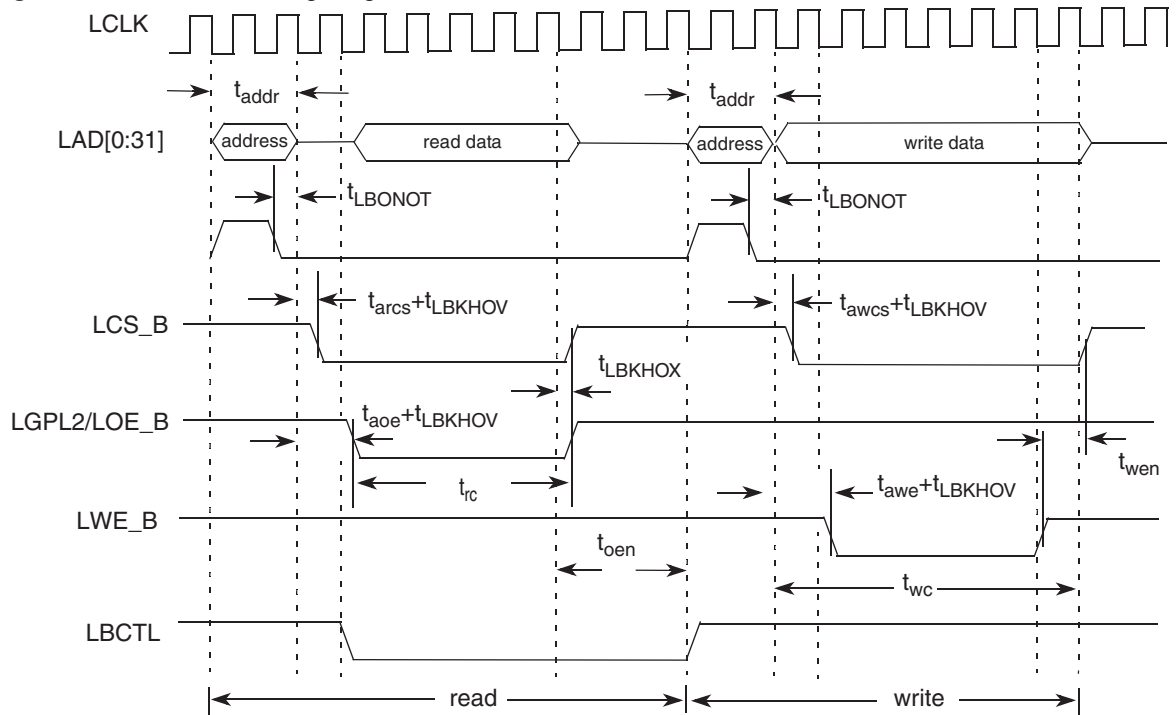 LCLK
taddr taddr
LAD[0:31] address read data address write data
tLBONOT tLBONOT
tarcs+tLBKHOV tawcs+tLBKHOV
LCS_B
tLBKHOX
LGPL2/LOE_B taoe+tLBKHOV
twen
trc tawe+tLBKHOV
LWE_B
toen
twc
LBCTL
read write